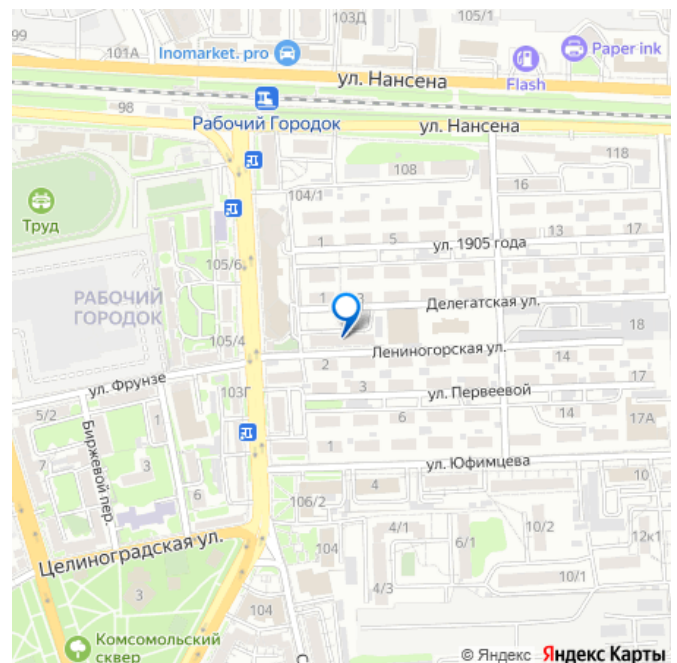 99
103Д
105/1
101А
Inomarket. pro
Paper ink
Flash
ул. Нансена
98
Рабочий Городок
ул. Нансена
118
108
16
104/1
Труд
1
5
ул. 1905 года
13
17
105/6
РАБОЧИЙ
ГОРОДОК
1
3
Делегатская ул.
18
105/4
Лениногорская ул.
14
2
ул. Фрунзе
103Г
3
ул. Первеевой
17
5/2
1
6
14
17А
Биржевой пер.
7
3
1
ул. Юфимцева
6
4
10
106/2
Целиноградская ул.
4/1
10/2
104
6/1
12к1
4/3
10/1
3
104
Комсомольский
сквер
С
© Яндекс Яндекс Карты